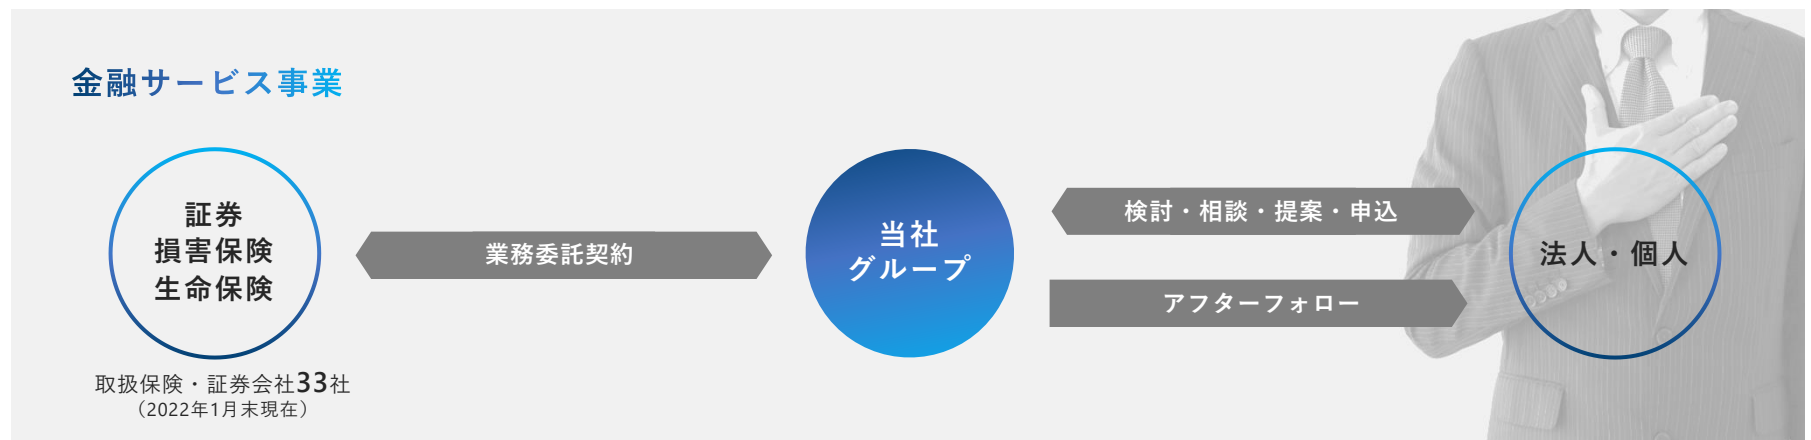 金融サービス事業
証券
損害保険
生命保険
取扱保険・証券会社33社
（2022年1月末現在）
業務委託契約
当社
グループ
検討・相談・提案・申込
アフターフォロー
法人・個人